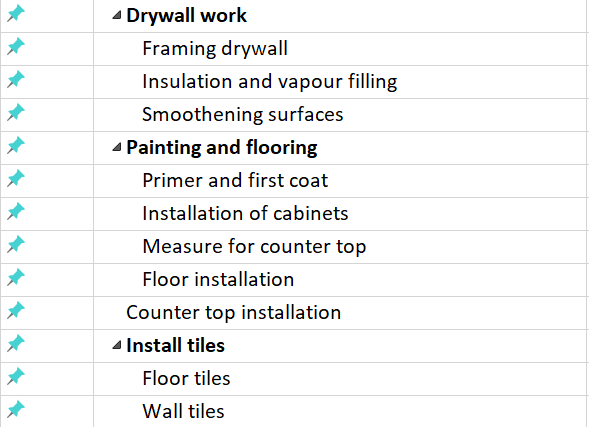 Drywall work
Framing drywall
Insulation and vapour filling
Smoothening surfaces
Painting and flooring
Primer and first coat
Installation of cabinets
Measure for counter top
Floor installation
Counter top installation
Install tiles
Floor tiles
Wall tiles